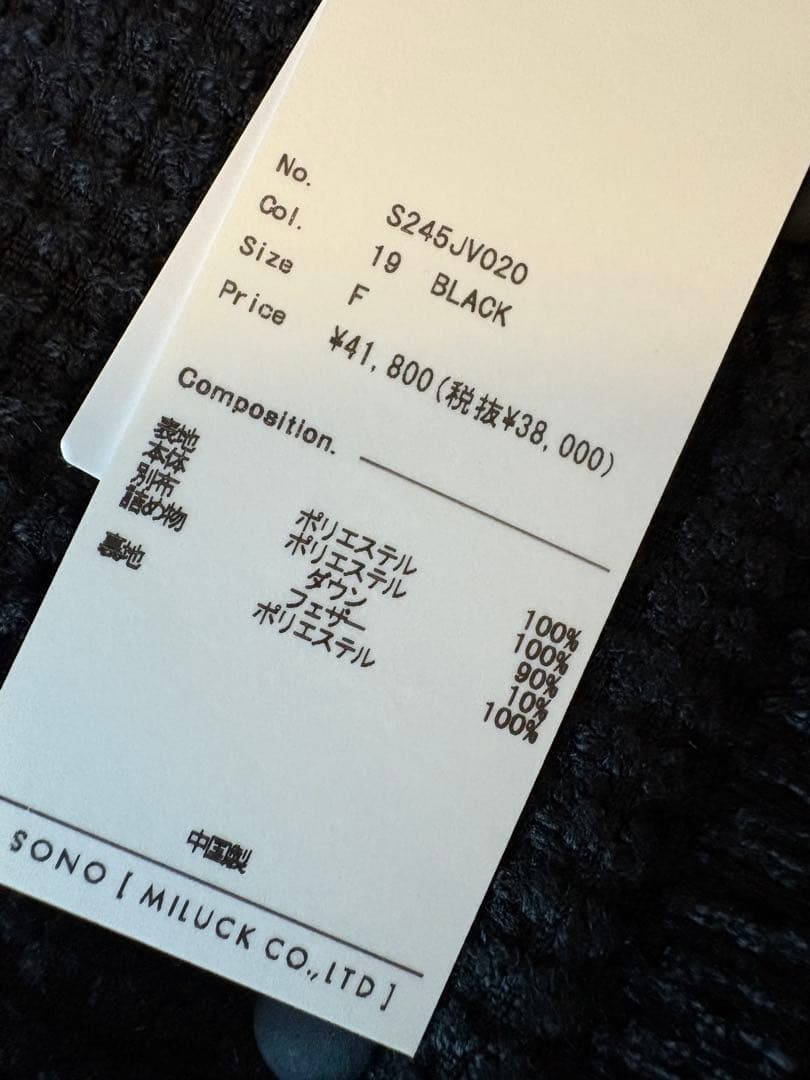 No. S245JV020
Col. 19 BLACK
Size F
Price ¥41,800(税抜¥38,000)
Composition.
表地
本体 ポリエステル 100%
別布 ポリエステル 100%
詰め物 ダウン 90%
フェザー 10%
裏地 ポリエステル 100%
中国製
SONO [ MILUCK CO., LTD ]